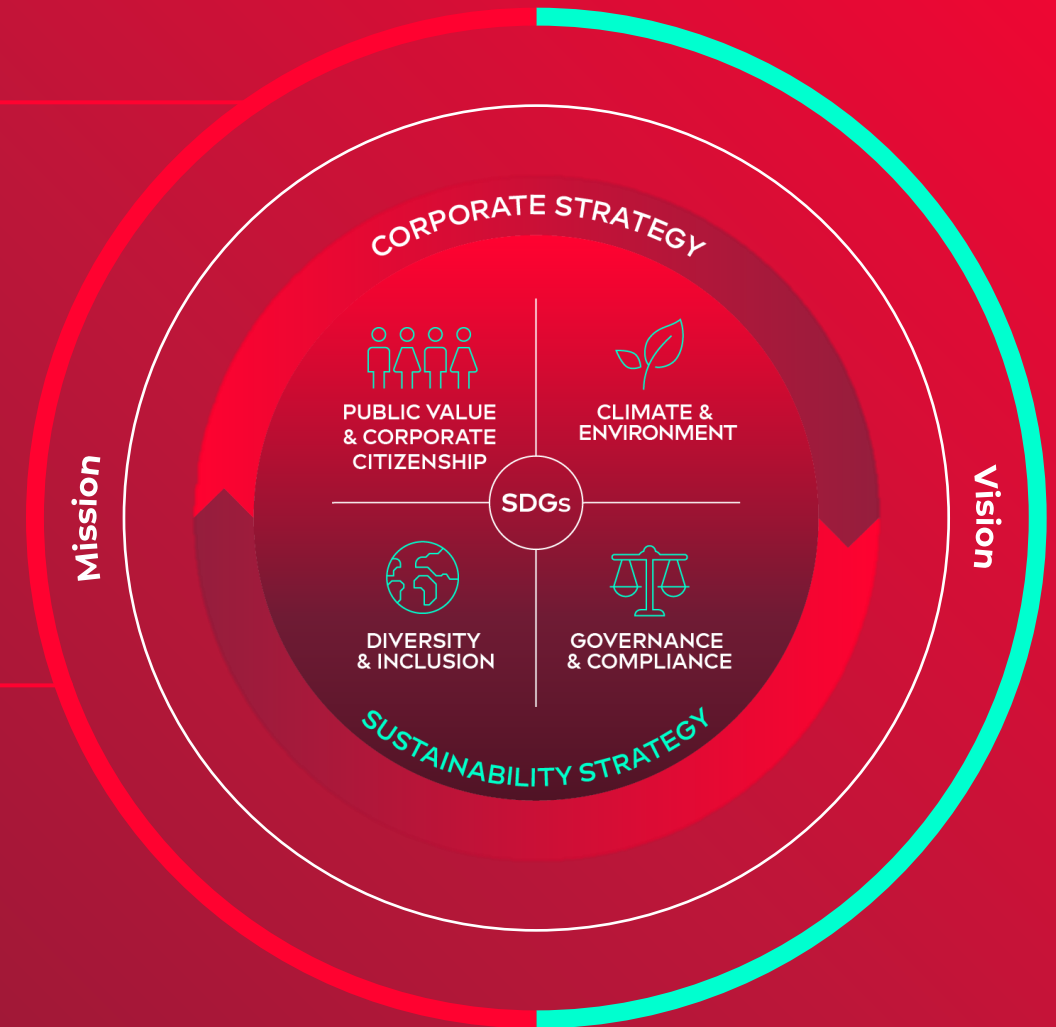 CORPORATE STRATEGY
PUBLIC VALUE
& CORPORATE
CITIZENSHIP
CLIMATE &
ENVIRONMENT
Mission
SDGs
Vision
DIVERSITY
& INCLUSION
GOVERNANCE
& COMPLIANCE
SUSTAINABILITY STRATEGY